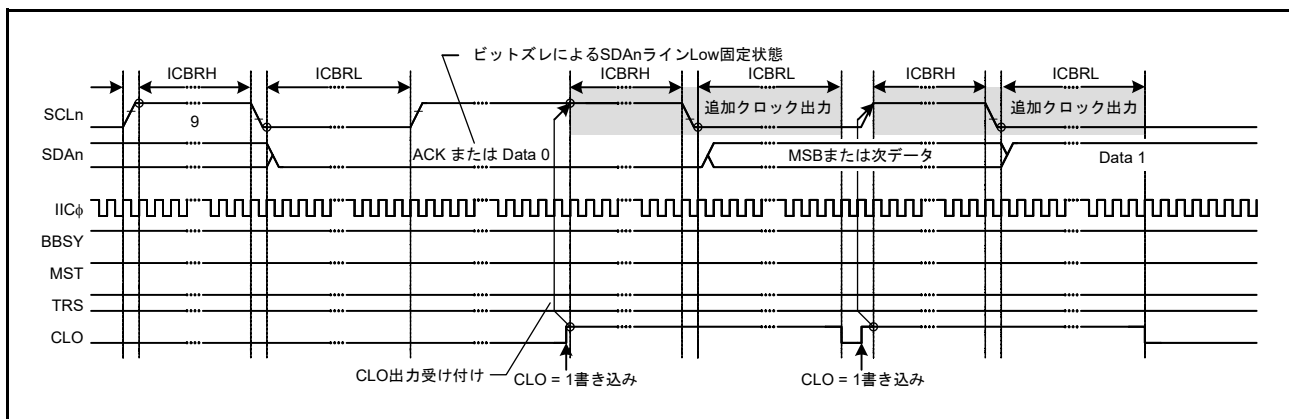 ビットズレによるSDAnラインLow固定状態
ICBRH ICBRL ICBRH ICBRL ICBRH ICBRL
SCLn 9 追加クロック出力 追加クロック出力
SDAn ACK または Data 0 MSBまたは次データ Data 1
IICφ
BBSY
MST
TRS
CLO
CLO出力受け付け CLO = 1書き込み CLO = 1書き込み